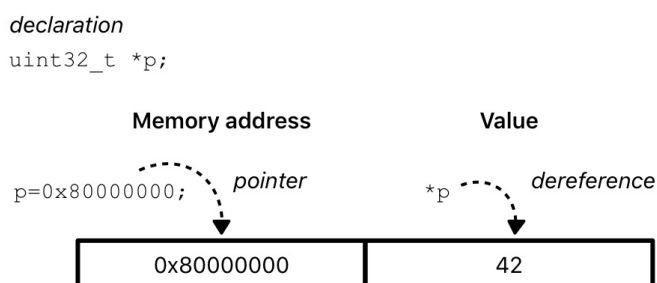 declaration
uint32_t *p;
Memory address
Value
p=0x80000000;
pointer
*p
dereference
0x80000000
42